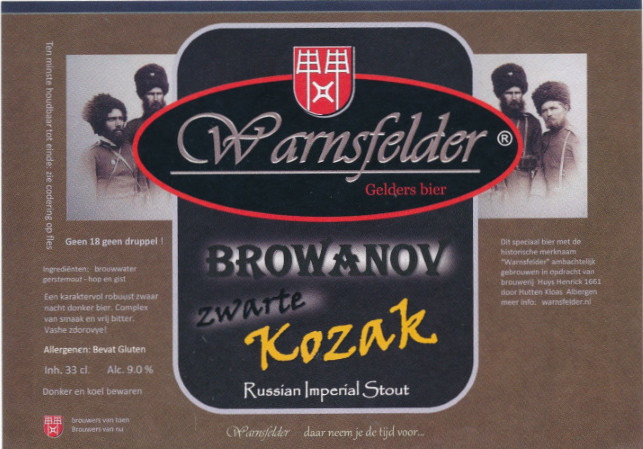 Ten minste houdbaar tot einde: zie codering op fles
Warnsfelder ®
Gelders bier
BROWANOV
zwarte
Kozak
Russian Imperial Stout
Geen 18 geen druppel !
Ingrediënten: brouwwater
gerstemout - hop en gist
Een karaktervol robuust zwaar
nacht donker bier. Complex
van smaak en vrij bitter.
Vashe zdorovye!
Allergenen: Bevat Gluten
Inh. 33 cl. Alc. 9.0 %
Donker en koel bewaren
brouwers van toen
Brouwers van nu
Dit speciaal bier met de
historische merknaam
"Warnsfelder" ambachtelijk
gebrouwen in opdracht van
brouwerij Huys Henrick 1661
door Hutten Kloas Albergen
meer info: warnsfelder.nl
Warnsfelder daar neem je de tijd voor...